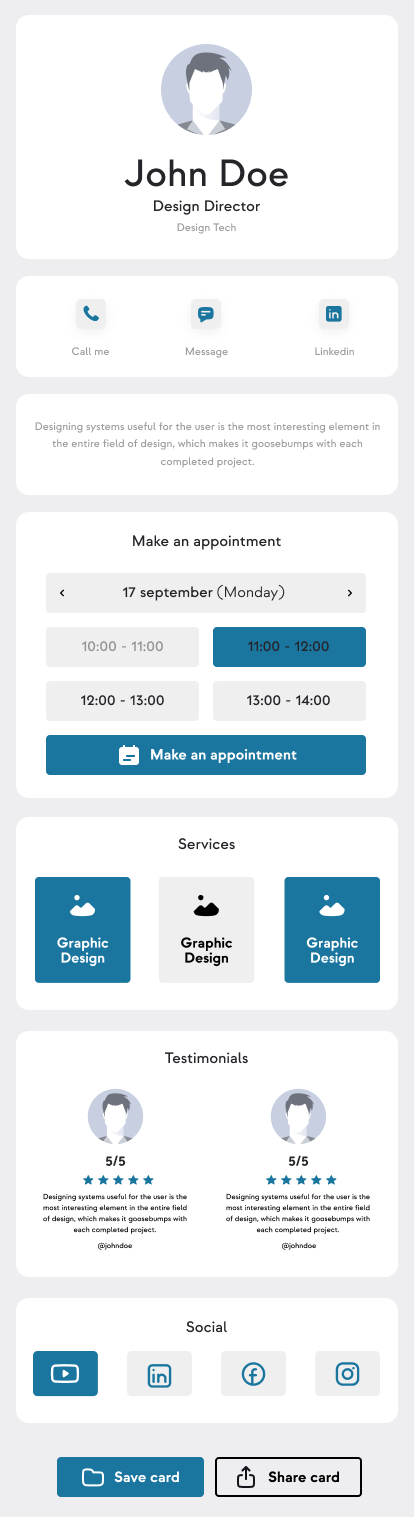 John Doe
Design Director
Design Tech
Call me
Message
Linkedin
Designing systems useful for the user is the most interesting element in
the entire field of design, which makes it goosebumps with each
completed project.
Make an appointment
17 september (Monday)
10:00 - 11:00
11:00 - 12:00
12:00 - 13:00
13:00 - 14:00
Make an appointment
Services
Graphic
Design
Graphic
Design
Graphic
Design
Testimonials
5/5
Designing systems useful for the user is the
most interesting element in the entire field
of design, which makes it goosebumps with
each completed project.
@johndoe
5/5
Designing systems useful for the user is the
most interesting element in the entire field
of design, which makes it goosebumps with
each completed project.
@johndoe
Social
Save card
Share card